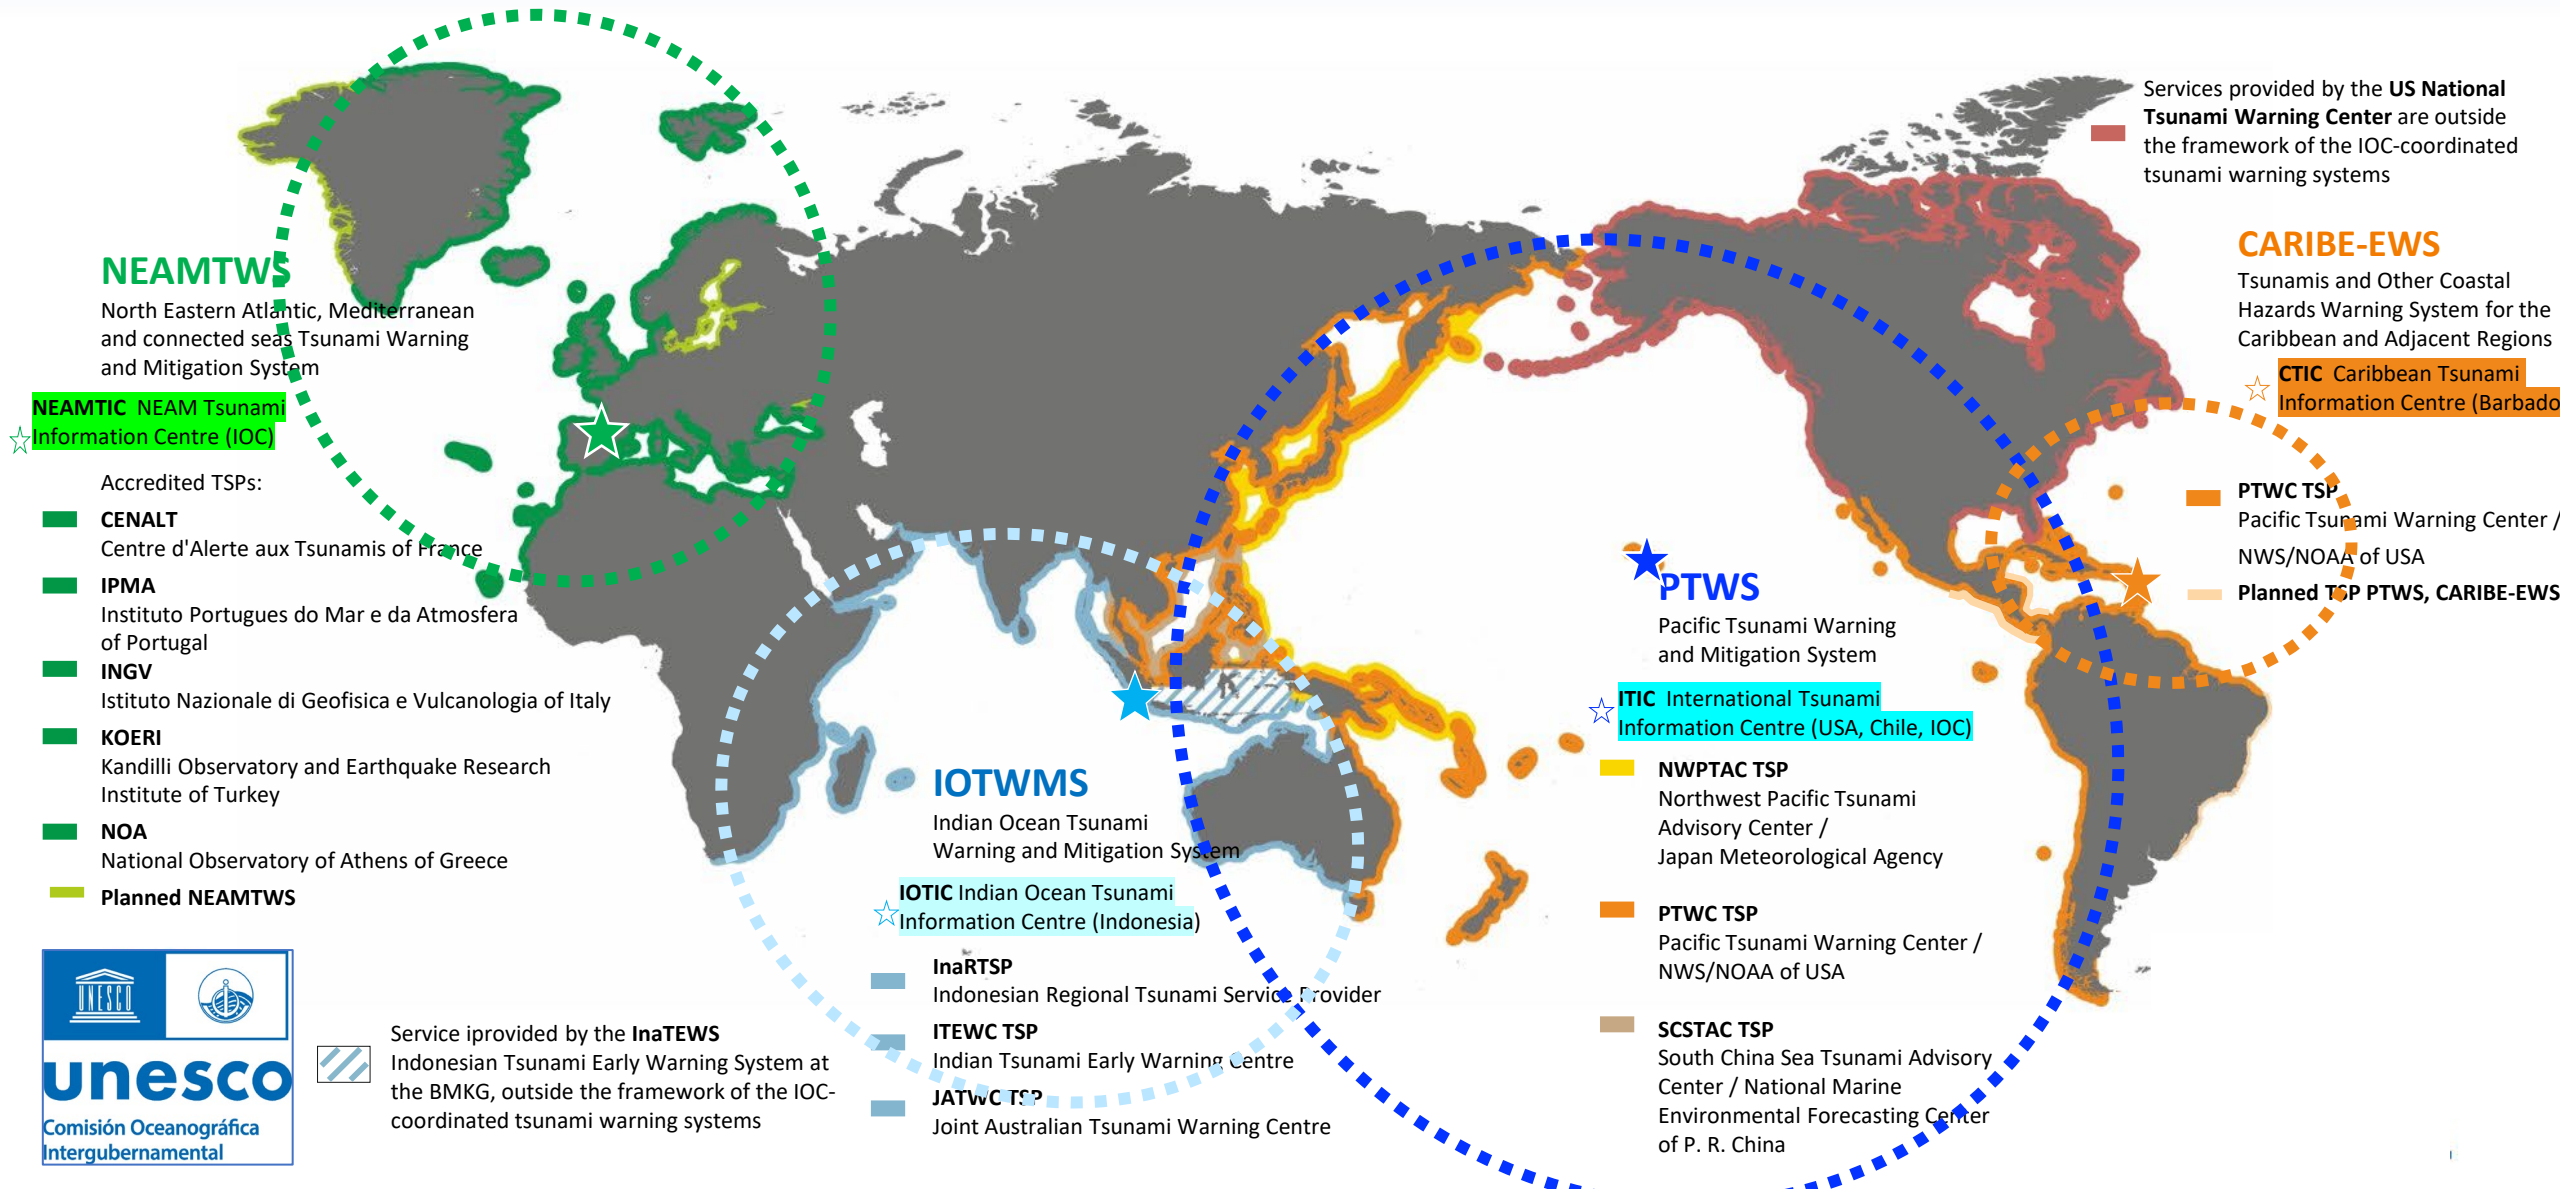 NEAMTWS
North Eastern Atlantic, Mediterranean
and connected seas Tsunami Warning
and Mitigation System
NEAMTIC NEAM Tsunami
Information Centre (IOC)
Accredited TSPs:
CENALT
Centre d'Alerte aux Tsunamis of France
IPMA
Instituto Portugues do Mar e da Atmosfera
of Portugal
INGV
Istituto Nazionale di Geofisica e Vulcanologia of Italy
KOERI
Kandilli Observatory and Earthquake Research
Institute of Turkey
NOA
National Observatory of Athens of Greece
Planned NEAMTWS
UNESCO
unesco
Comisión Oceanográfica
Intergubernamental
Service iprovided by the InaTEWS
Indonesian Tsunami Early Warning System at
the BMKG, outside the framework of the IOC-
coordinated tsunami warning systems
IOTWMS
Indian Ocean Tsunami
Warning and Mitigation System
IOTIC Indian Ocean Tsunami
Information Centre (Indonesia)
InaRTSP
Indonesian Regional Tsunami Service Provider
ITEWC TSP
Indian Tsunami Early Warning Centre
JATWC TSP
Joint Australian Tsunami Warning Centre
PTWS
Pacific Tsunami Warning
and Mitigation System
ITIC International Tsunami
Information Centre (USA, Chile, IOC)
NWPTAC TSP
Northwest Pacific Tsunami
Advisory Center /
Japan Meteorological Agency
PTWC TSP
Pacific Tsunami Warning Center /
NWS/NOAA of USA
SCSTAC TSP
South China Sea Tsunami Advisory
Center / National Marine
Environmental Forecasting Center
of P. R. China
Services provided by the US National
Tsunami Warning Center are outside
the framework of the IOC-coordinated
tsunami warning systems
CARIBE-EWS
Tsunamis and Other Coastal
Hazards Warning System for the
Caribbean and Adjacent Regions
CTIC Caribbean Tsunami
Information Centre (Barbado
PTWC TSP
Pacific Tsunami Warning Center /
NWS/NOAA of USA
Planned TSP PTWS, CARIBE-EWS